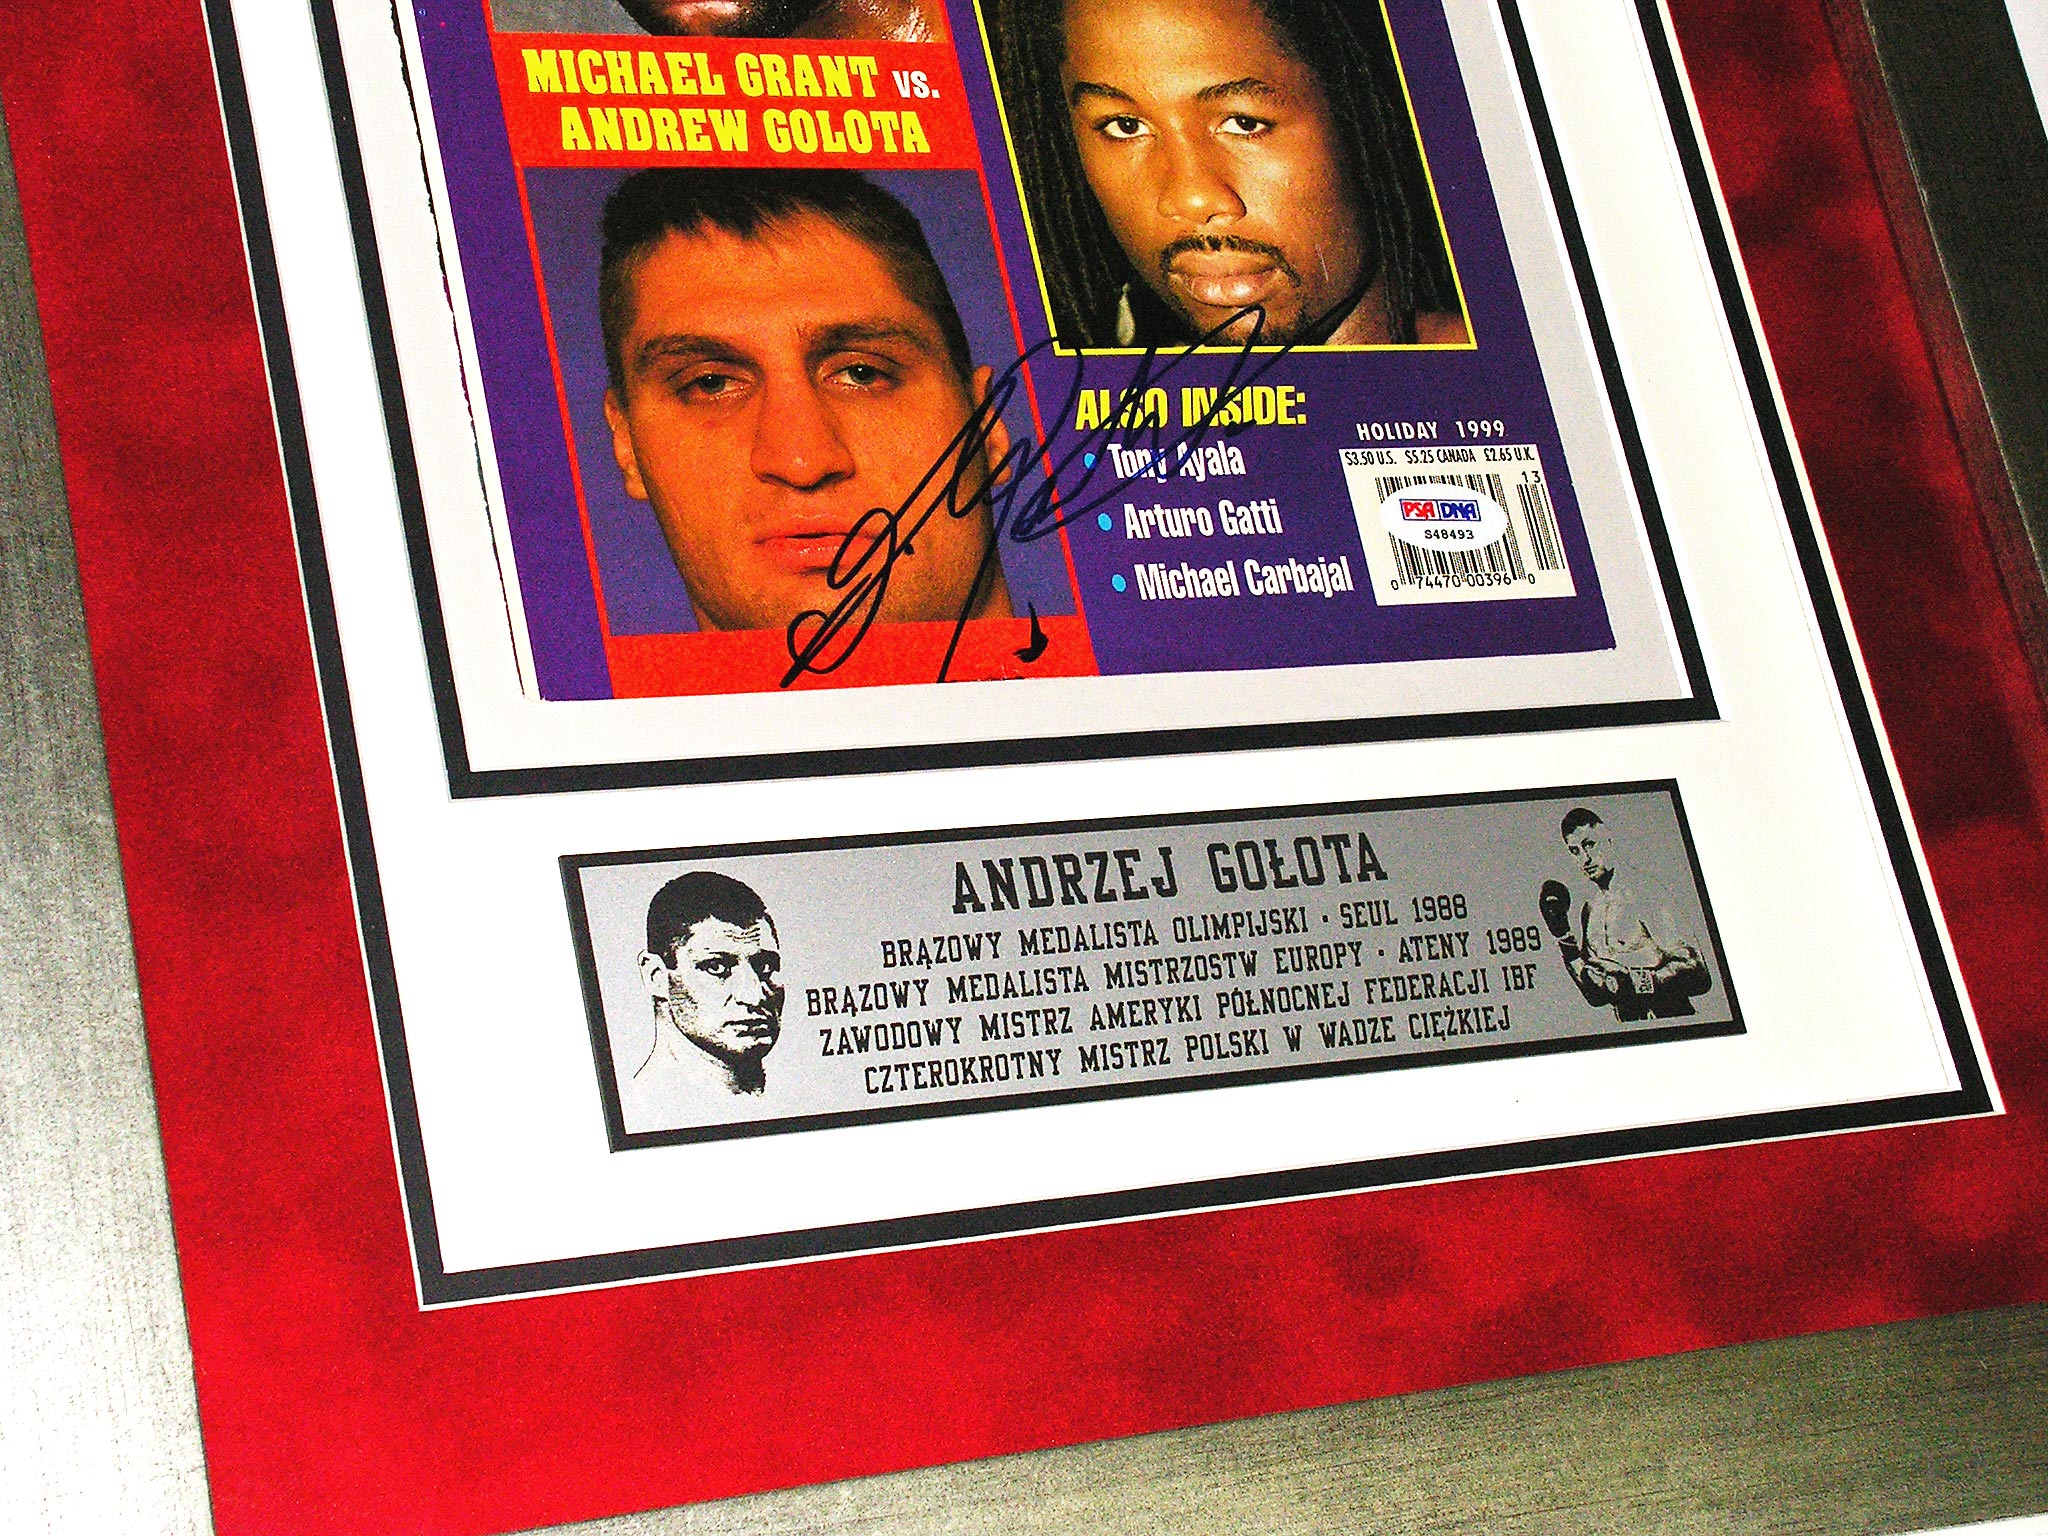 MICHAEL GRANT VS.
ANDREW GOLOTA
ALSO INSIDE:
• Tony Ayala
• Arturo Gatti
• Michael Carbajal
HOLIDAY 1999
$3.50 U.S. $5.25 CANADA £2.65 U.K.
13
PSA DNA
S48493
0 74470 00396 0
ANDRZEJ GOŁOTA
BRĄZOWY MEDALISTA OLIMPIJSKI · SEUL 1988
BRĄZOWY MEDALISTA MISTRZOSTW EUROPY · ATENY 1989
ZAWODOWY MISTRZ AMERYKI PÓŁNOCNEJ FEDERACJI IBF
CZTEROKROTNY MISTRZ POLSKI W WADZE CIĘŻKIEJ